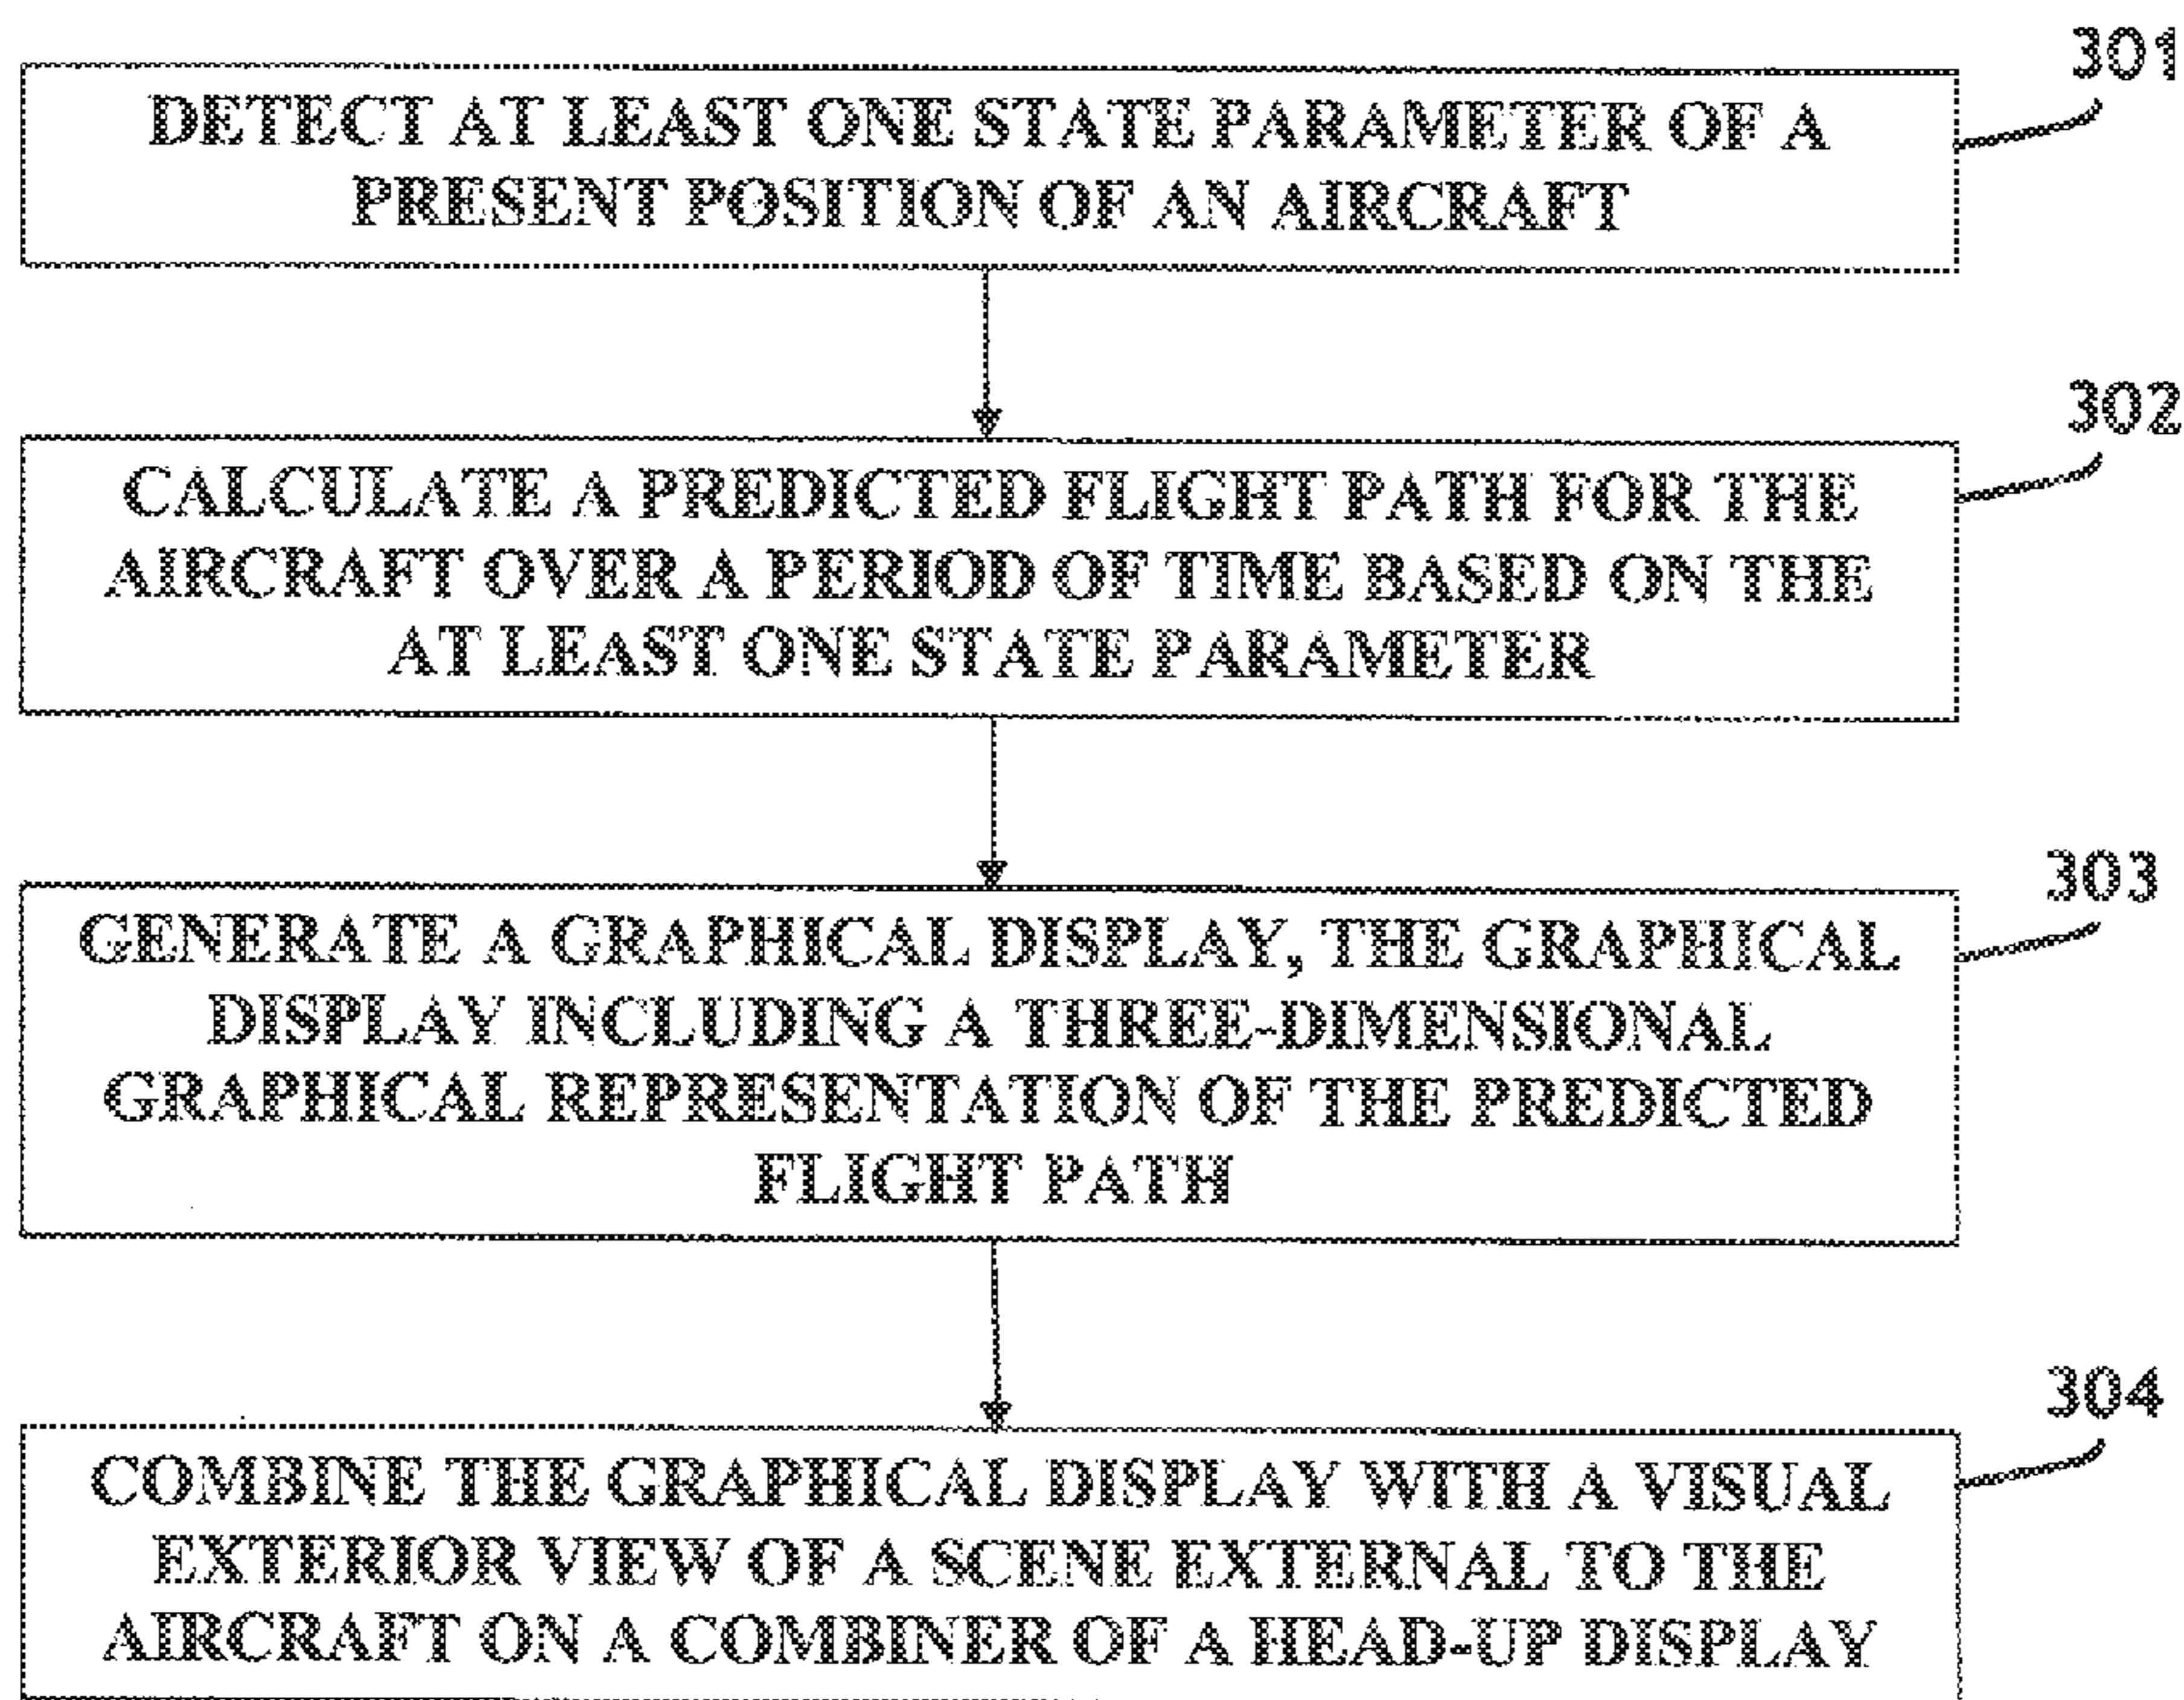 301
DETECT AT LEAST ONE STATE PARAMETER OF A
PRESENT POSITION OF AN AIRCRAFT
302
CALCULATE A PREDICTED FLIGHT PATH FOR THE
AIRCRAFT OVER A PERIOD OF TIME BASED ON THE
AT LEAST ONE STATE PARAMETER
303
GENERATE A GRAPHICAL DISPLAY, THE GRAPHICAL
DISPLAY INCLUDING A THREE-DIMENSIONAL
GRAPHICAL REPRESENTATION OF THE PREDICTED
FLIGHT PATH
304
COMBINE THE GRAPHICAL DISPLAY WITH A VISUAL
EXTERIOR VIEW OF A SCENE EXTERNAL TO THE
AIRCRAFT ON A COMBINER OF A HEAD-UP DISPLAY